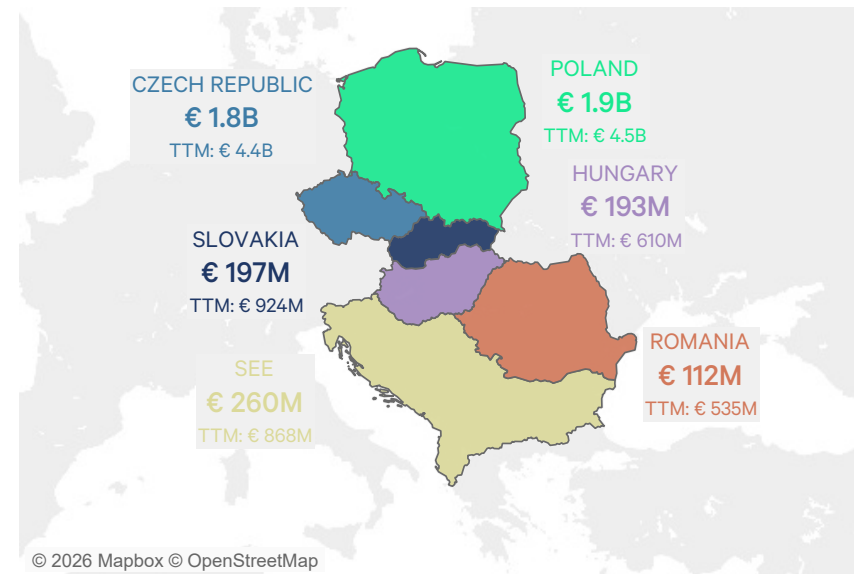 CZECH REPUBLIC
€ 1.8B
TTM: € 4.4B
POLAND
€ 1.9B
TTM: € 4.5B
HUNGARY
€ 193M
TTM: € 610M
SLOVAKIA
€ 197M
TTM: € 924M
ROMANIA
€ 112M
TTM: € 535M
SEE
€ 260M
TTM: € 868M
© 2026 Mapbox © OpenStreetMap